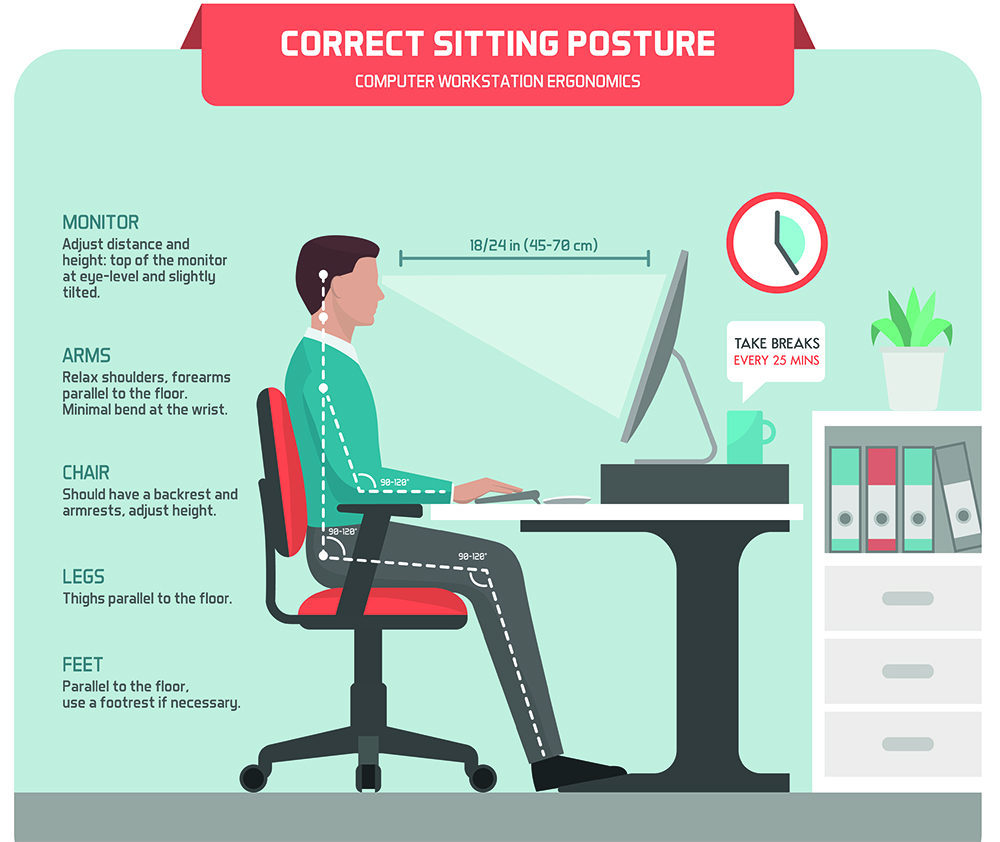 CORRECT SITTING POSTURE
COMPUTER WORKSTATION ERGONOMICS
MONITOR
Adjust distance and
height: top of the monitor
at eye-level and slightly
tilted.
ARMS
Relax shoulders, forearms
parallel to the floor.
Minimal bend at the wrist.
CHAIR
Should have a backrest and
armrests, adjust height.
LEGS
Thighs parallel to the floor.
FEET
Parallel to the floor,
use a footrest if necessary.
18/24 in (45-70 cm)
90-120°
90-120°
90-120°
TAKE BREAKS
EVERY 25 MINS